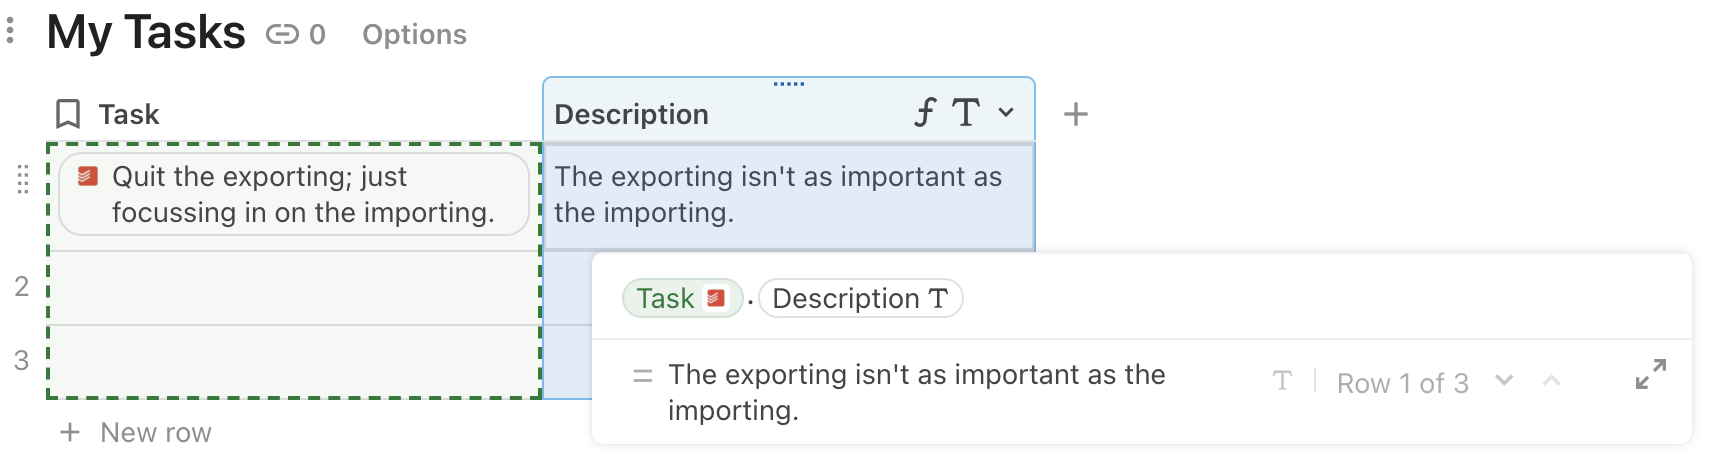 My Tasks 0 Options
Task
Description f T
Quit the exporting; just
focussing in on the importing.
The exporting isn't as important as
the importing.
2
3
Task . Description T
= The exporting isn't as important as the
importing.
T | Row 1 of 3
+ New row